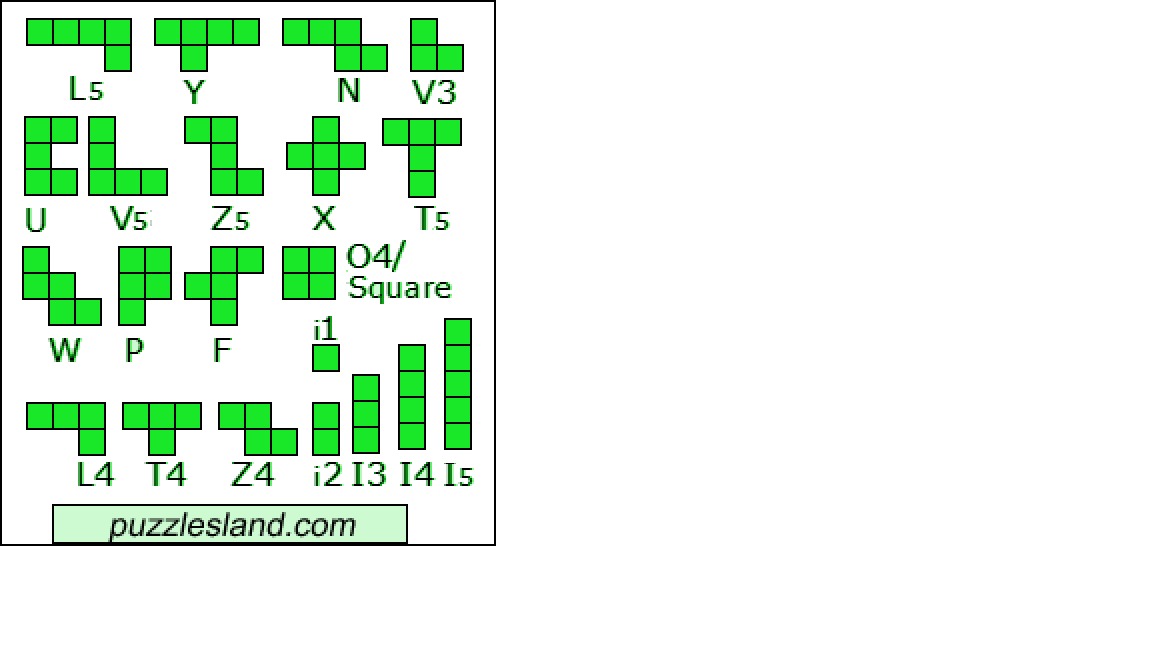 L5 Y N V3
U V5 Z5 X T5
O4/
Square
i1
W P F
L4 T4 Z4 i2 I3 I4 I5
puzzlesland.com